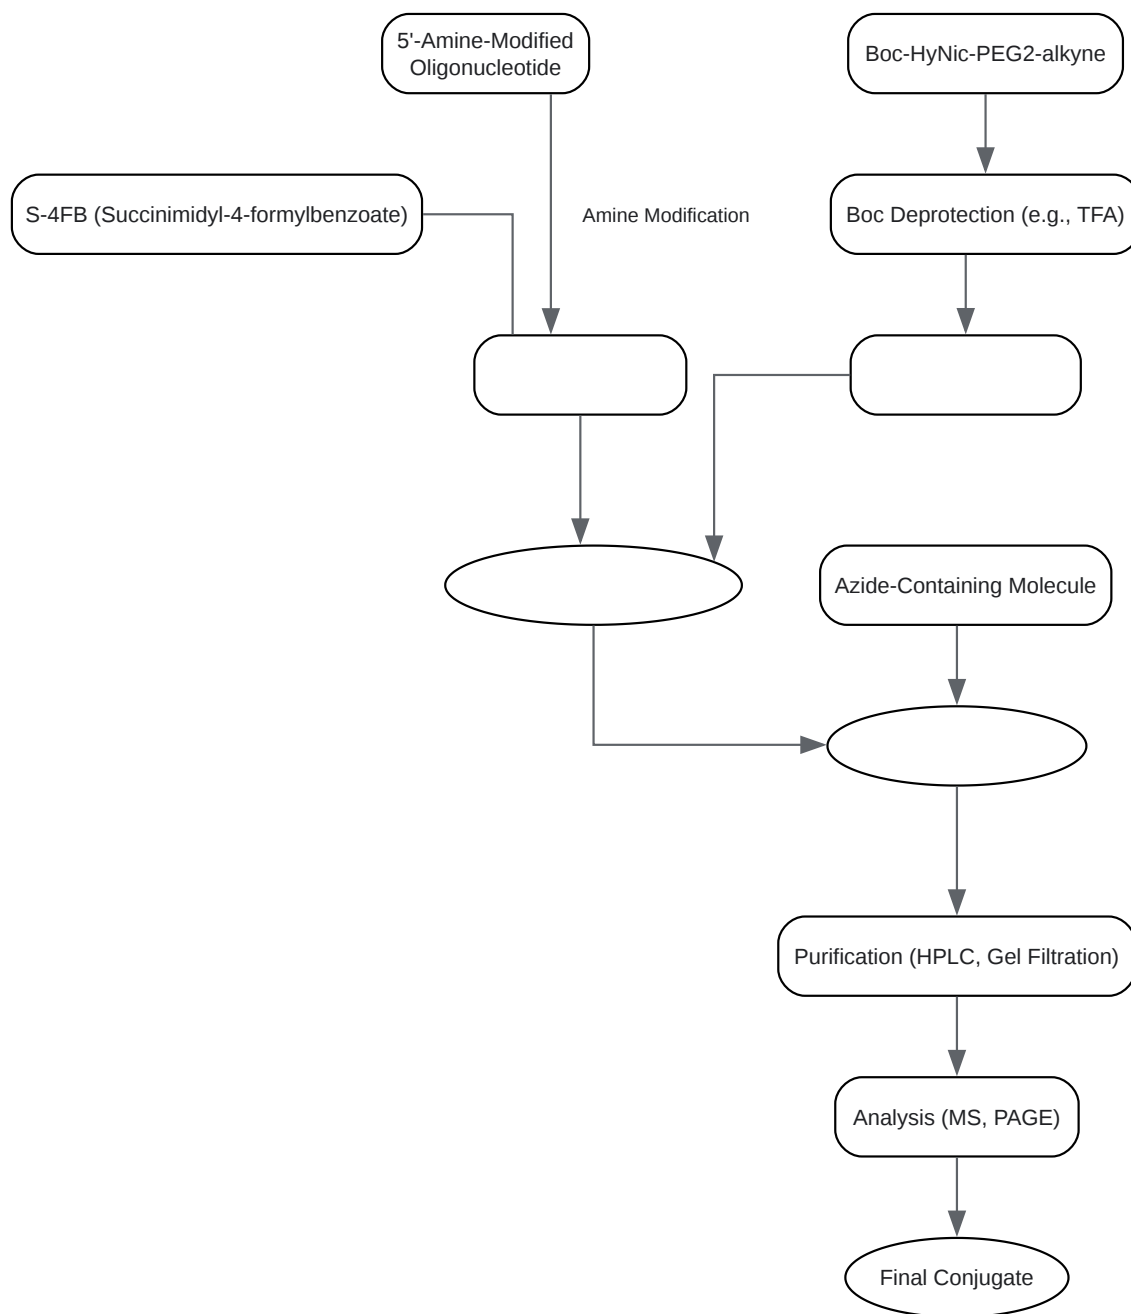 5'-Amine-Modified
Oligonucleotide
Boc-HyNic-PEG2-alkyne
S-4FB (Succinimidyl-4-formylbenzoate)
Amine Modification
Boc Deprotection (e.g., TFA)
Azide-Containing Molecule
Purification (HPLC, Gel Filtration)
Analysis (MS, PAGE)
Final Conjugate